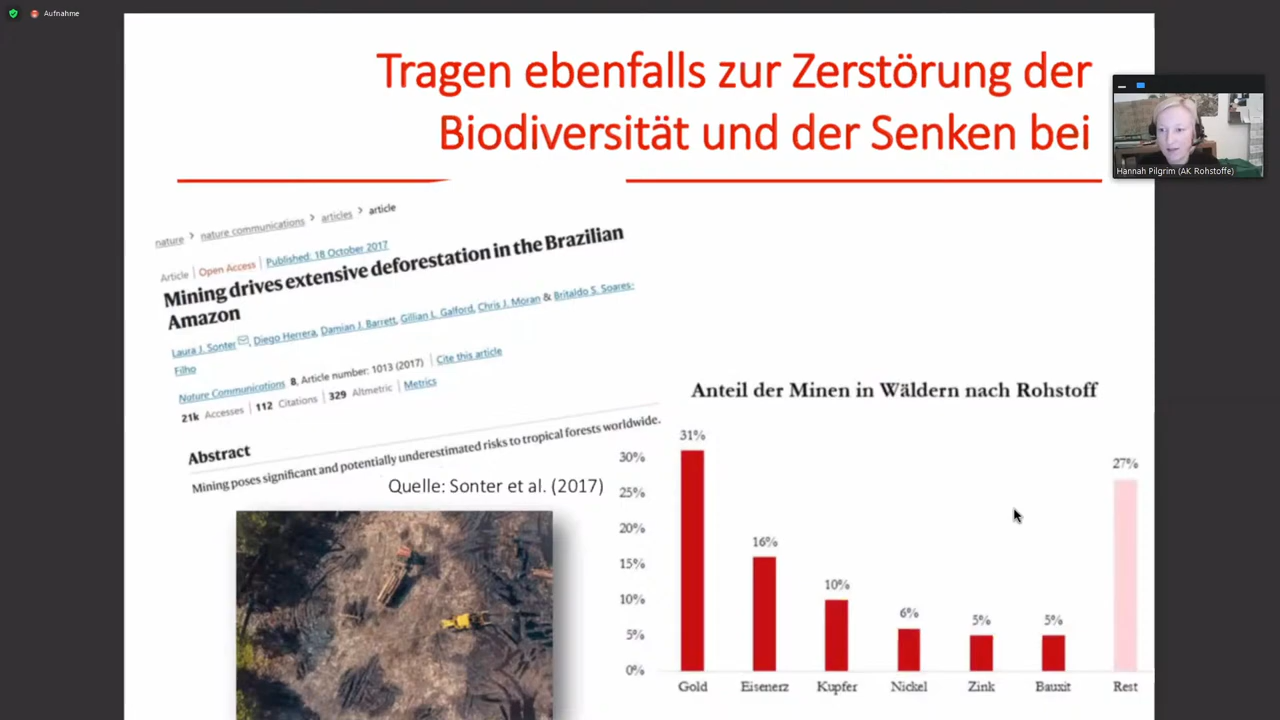 Aufnahme
Tragen ebenfalls zur Zerstörung der
Biodiversität und der Senken bei
Hannah Pilgrim (AK Rohstoffe)
nature > nature communications > articles > article
Article | Open Access | Published: 18 October 2017
Mining drives extensive deforestation in the Brazilian
Amazon
Laura J. Sonter, Diego Herrera, Damian J. Barrett, Gillian L. Galford, Chris J. Moran & Britaldo S. Soares-
Filho
Nature Communications 8, Article number: 1013 (2017) | Cite this article
21k Accesses | 112 Citations | 329 Altmetric | Metrics
Abstract
Mining poses significant and potentially underestimated risks to tropical forests worldwide.
Quelle: Sonter et al. (2017)
Anteil der Minen in Wäldern nach Rohstoff
30%
25%
20%
15%
10%
5%
0%
31%
16%
10%
6%
5%
5%
27%
Gold Eisenerz Kupfer Nickel Zink Bauxit Rest